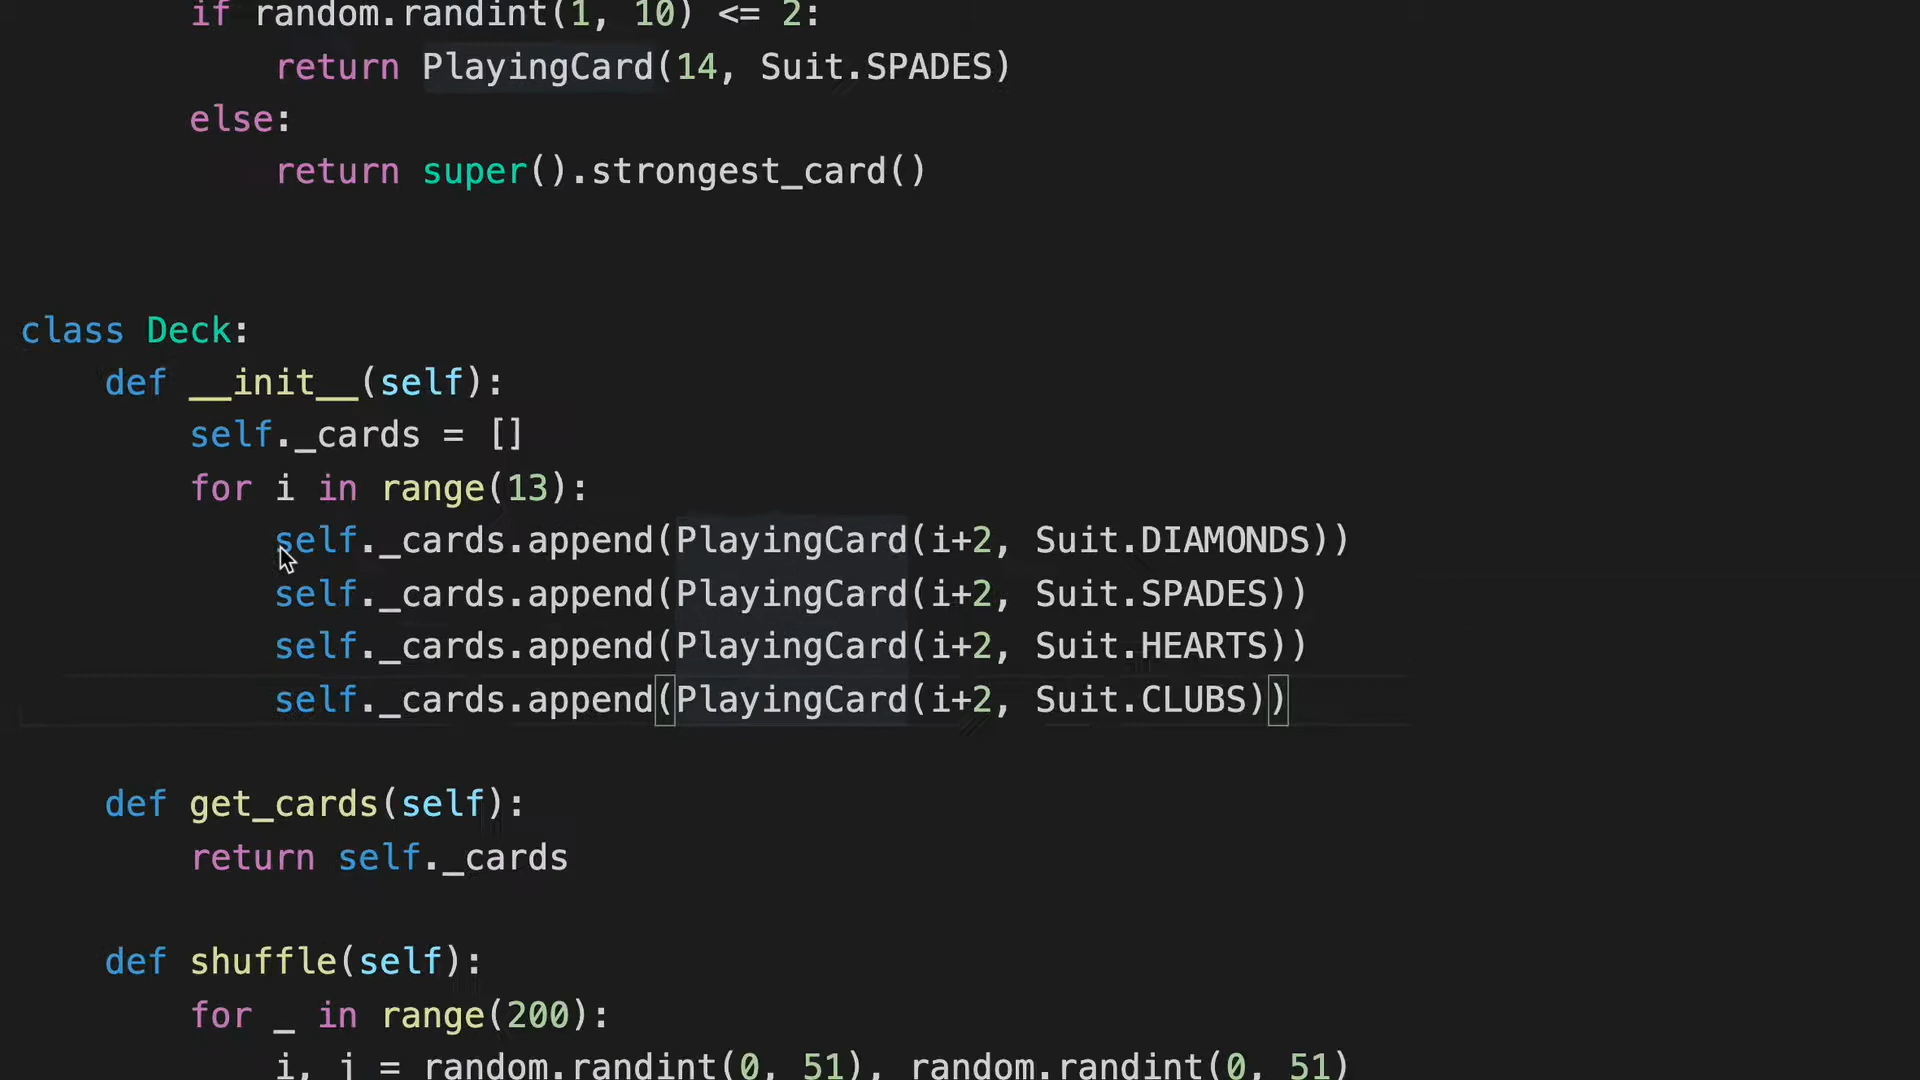 if random.randint(1, 10) <= 2:
return PlayingCard(14, Suit.SPADES)
else:
return super().strongest_card()
class Deck:
def __init__(self):
self._cards = []
for i in range(13):
self._cards.append(PlayingCard(i+2, Suit.DIAMONDS))
self._cards.append(PlayingCard(i+2, Suit.SPADES))
self._cards.append(PlayingCard(i+2, Suit.HEARTS))
self._cards.append(PlayingCard(i+2, Suit.CLUBS))
def get_cards(self):
return self._cards
def shuffle(self):
for _ in range(200):
i, j = random.randint(0, 51), random.randint(0, 51)